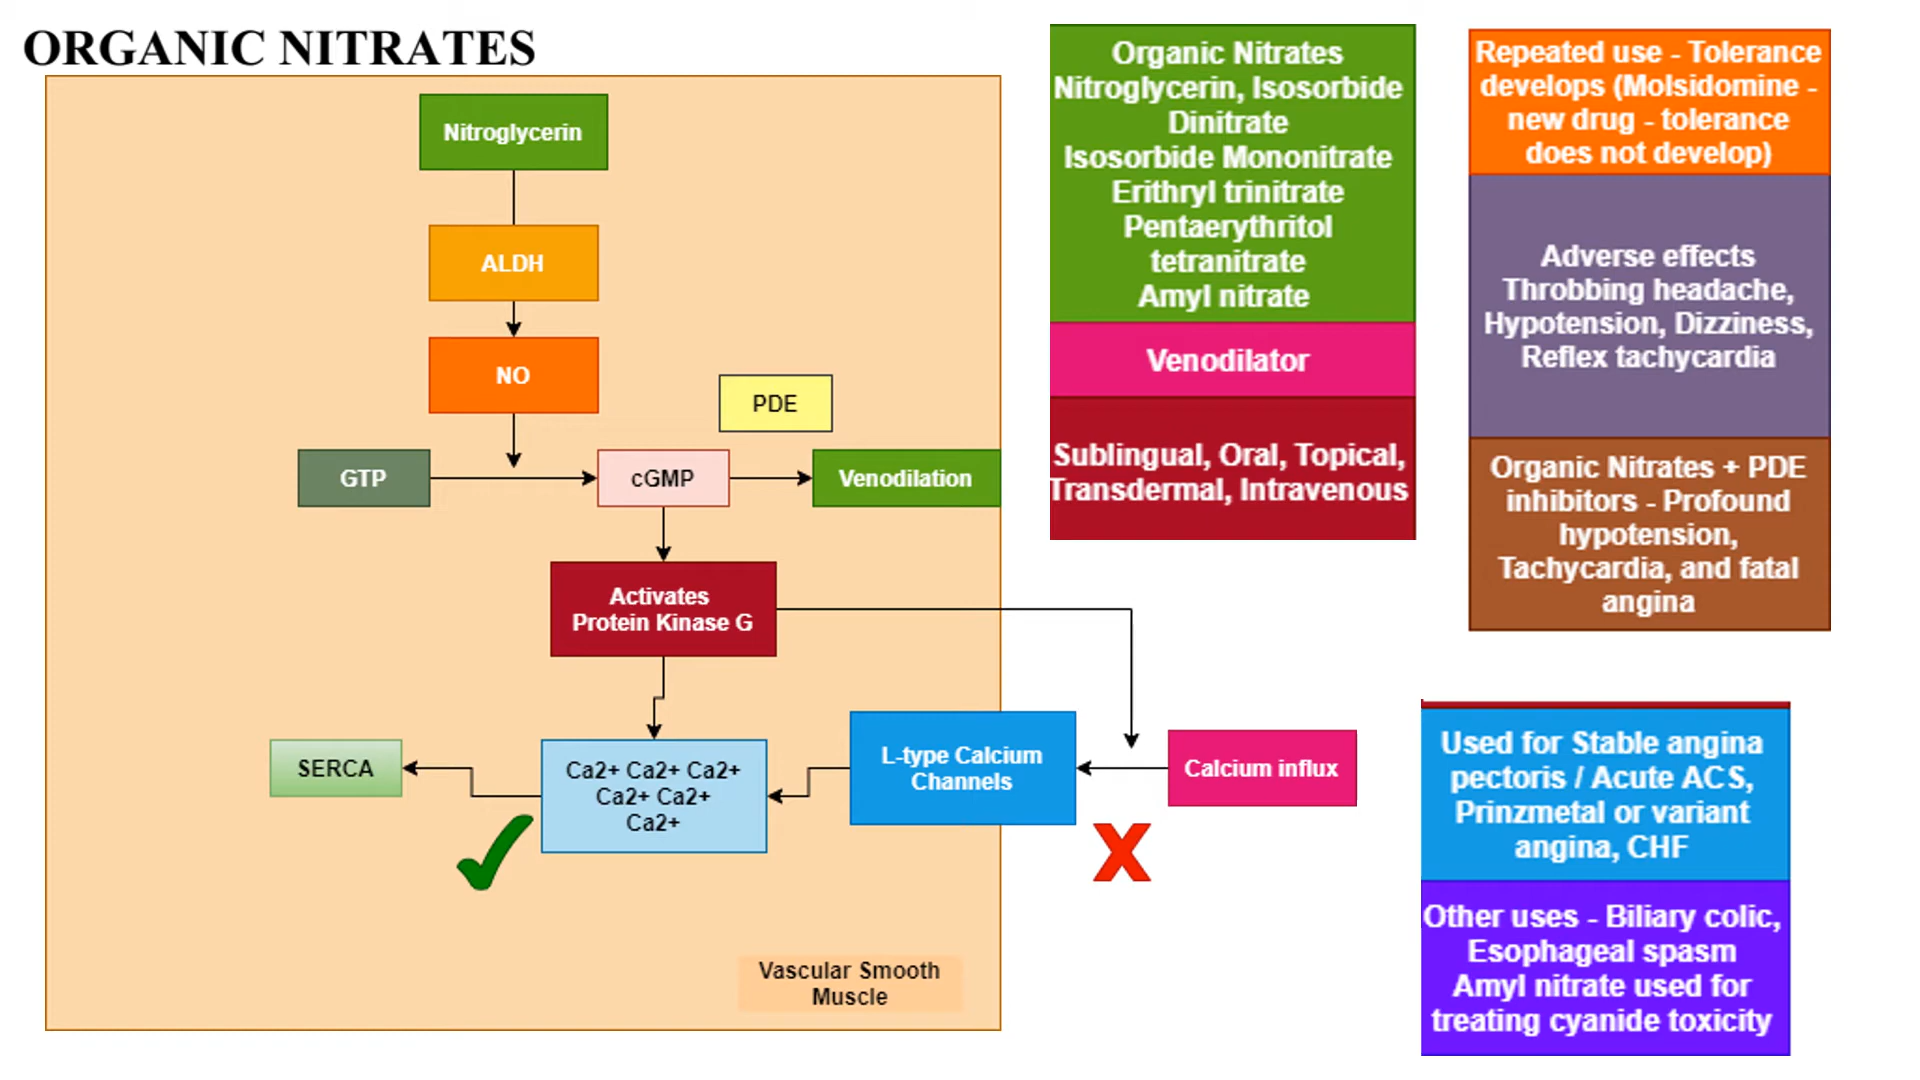 ORGANIC NITRATES
Nitroglycerin
ALDH
NO
PDE
GTP
cGMP
Venodilation
Activates
Protein Kinase G
SERCA
Ca2+ Ca2+ Ca2+
Ca2+ Ca2+
Ca2+
L-type Calcium
Channels
Calcium influx
X
Vascular Smooth
Muscle
Organic Nitrates
Nitroglycerin, Isosorbide
Dinitrate
Isosorbide Mononitrate
Erithryl trinitrate
Pentaerythritol
tetranitrate
Amyl nitrate
Venodilator
Sublingual, Oral, Topical,
Transdermal, Intravenous
Repeated use - Tolerance
develops (Molsidomine -
new drug - tolerance
does not develop)
Adverse effects
Throbbing headache,
Hypotension, Dizziness,
Reflex tachycardia
Organic Nitrates + PDE
inhibitors - Profound
hypotension,
Tachycardia, and fatal
angina
Used for Stable angina
pectoris / Acute ACS,
Prinzmetal or variant
angina, CHF
Other uses - Biliary colic,
Esophageal spasm
Amyl nitrate used for
treating cyanide toxicity